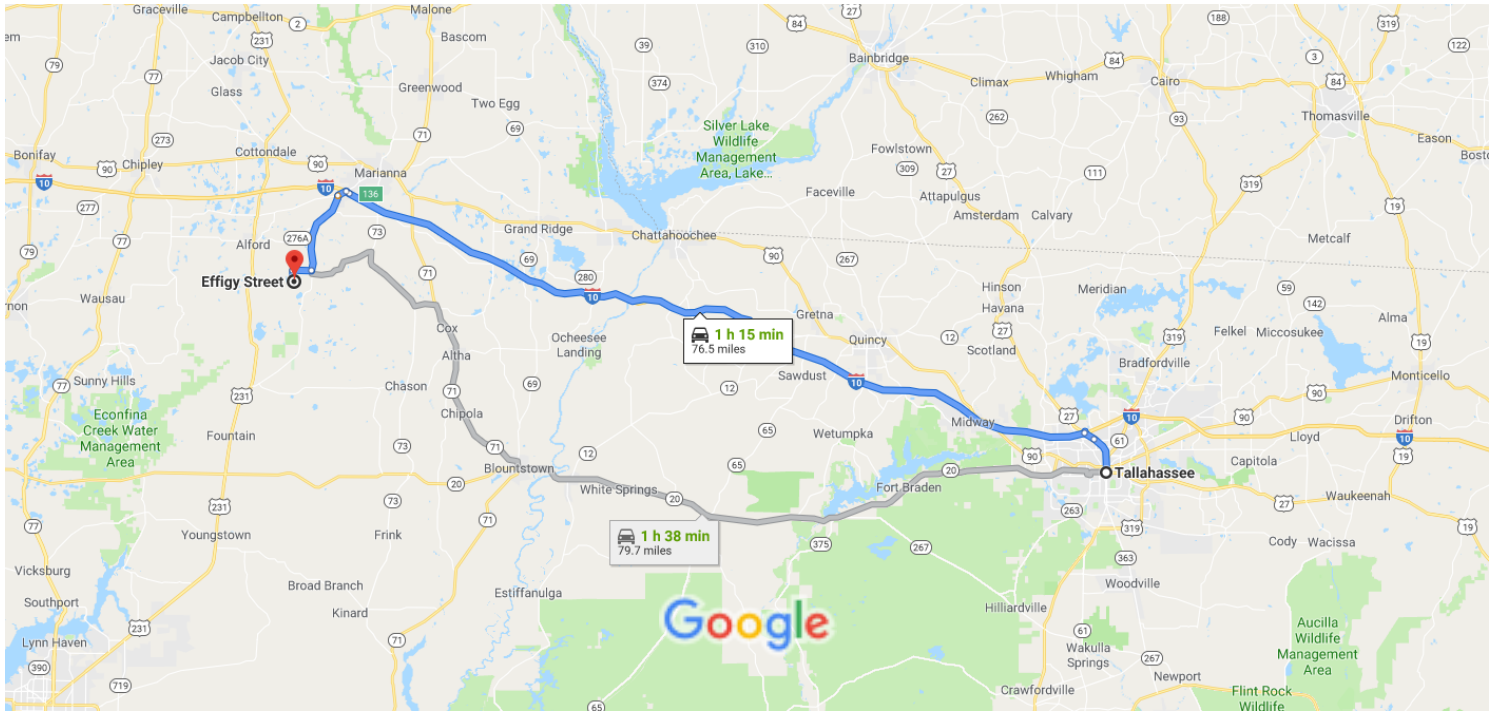 Graceville
Campbellton
Malone
Bascom
Bainbridge
Jacob City
Glass
Greenwood
Two Egg
Climax
Whigham
Cairo
Thomasville
Silver Lake
Wildlife
Management
Area, Lake...
Fowlstown
Eason
Bonifay
Chipley
Cottondale
Marianna
136
Faceville
Attapulgus
Amsterdam
Calvary
Grand Ridge
Chattahoochee
Metcalf
Alford
276A
Effigy Street
Wausau
Hinson
Havana
Meridian
Cox
Altha
Ocheesee
Landing
1 h 15 min
76.5 miles
Gretna
Quincy
Scotland
Felkel
Miccosukee
Alma
Bradfordville
Sunny Hills
Chason
Sawdust
Monticello
Econfina
Creek Water
Management
Area
Chipola
Fountain
Wetumpka
Midway
Drifton
Lloyd
Blountstown
Tallahassee
Capitola
White Springs
Fort Braden
Waukeenah
Youngstown
Frink
1 h 38 min
79.7 miles
Cody
Wacissa
Vicksburg
Broad Branch
Kinard
Estiffanulga
Woodville
Southport
Google
Hilliardville
Aucilla
Wildlife
Management
Area
Lynn Haven
Wakulla
Springs
Newport
Crawfordville
Flint Rock
Wildlife